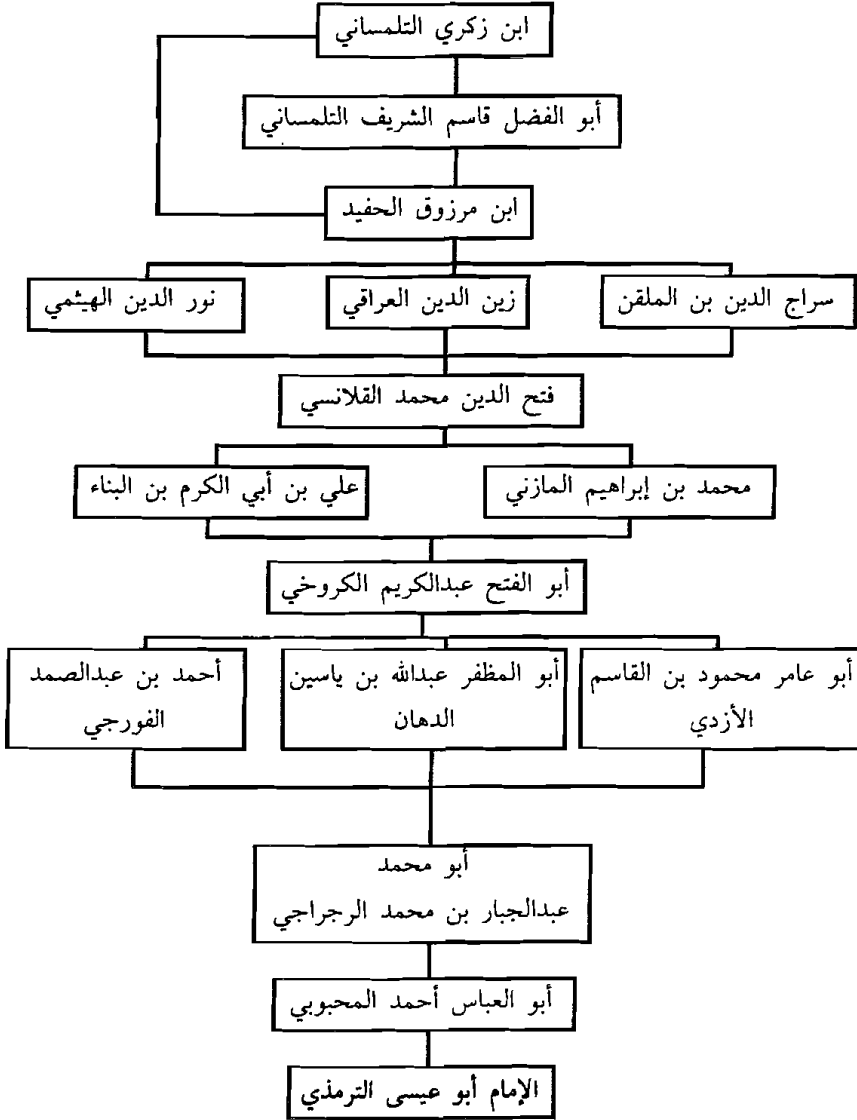 ابن زكري التلمساني
أبو الفضل قاسم الشريف التلمساني
ابن مرزوق الحفيد
سراج الدين بن الملقن
زين الدين العراقي
نور الدين الهيثمي
فتح الدين محمد القلانسي
محمد بن إبراهيم المازني
علي بن أبي الكرم بن البناء
أبو الفتح عبدالكريم الكروخي
أبو عامر محمود بن القاسم
الأزدي
أبو المظفر عبدالله بن ياسين
الدهان
أحمد بن عبدالصمد
الفورجي
أبو محمد
عبدالجبار بن محمد الرجراجي
أبو العباس أحمد المحبوبي
الإمام أبو عيسى الترمذي